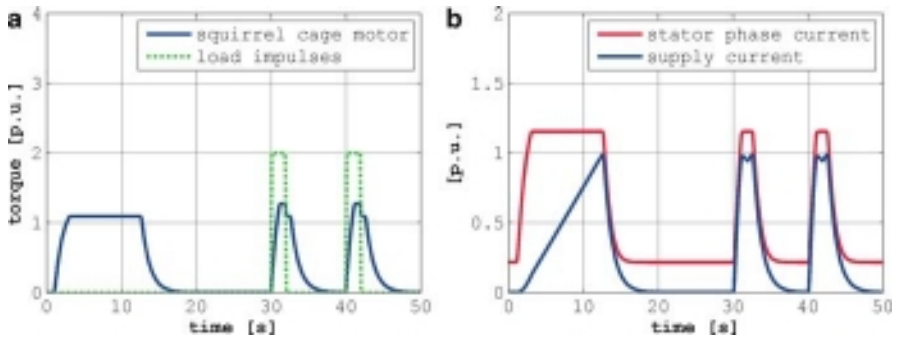 a
squirrel cage motor
load impulses
torque [p.u.]
4
3
2
1
0
0 10 20 30 40 50
time [s]
b
stator phase current
supply current
[p.u.]
2
1.5
1
0.5
0
0 10 20 30 40 50
time [s]